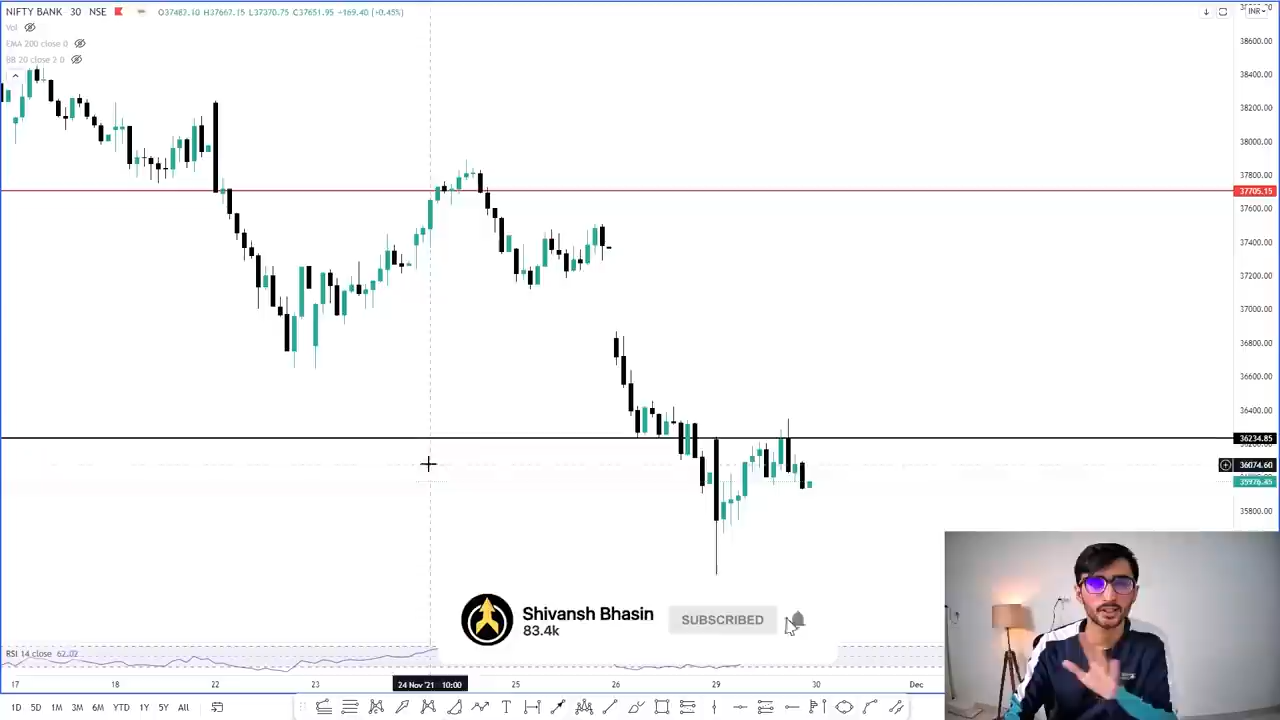 NIFTY BANK 30 NSE O37482.10 H37667.15 L37370.75 C37651.95 +169.40 (+0.45%)
INR
Vol
EMA 200 close 0
BB 20 close 2 0
38600.00
38400.00
38200.00
38000.00
37800.00
37705.15
37600.00
37400.00
37200.00
37000.00
36800.00
36600.00
36400.00
36234.85
36074.60
35976.45
35800.00
Shivansh Bhasin
83.4k
SUBSCRIBED
RSI 14 close 62.02
17 18 22 23 24 Nov '21 10:00 25 26 29 30 Dec
1D 5D 1M 3M 6M YTD 1Y 5Y All